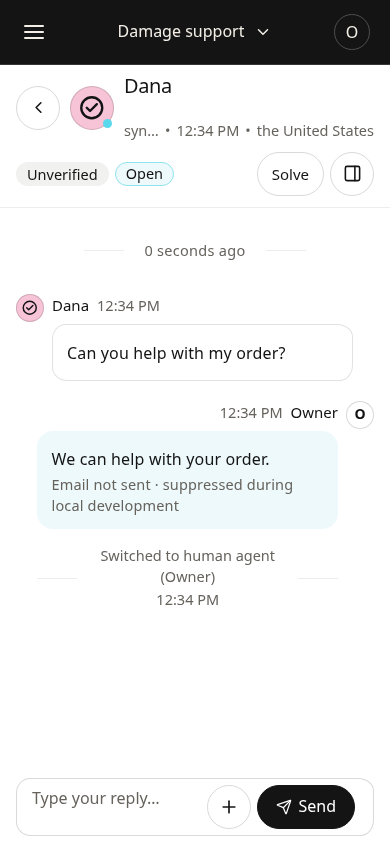 Damage support
O
Dana
syn... • 12:34 PM • the United States
Unverified
Open
Solve
0 seconds ago
Dana 12:34 PM
Can you help with my order?
12:34 PM Owner O
We can help with your order.
Email not sent · suppressed during
local development
Switched to human agent
(Owner)
12:34 PM
Type your reply...
Send